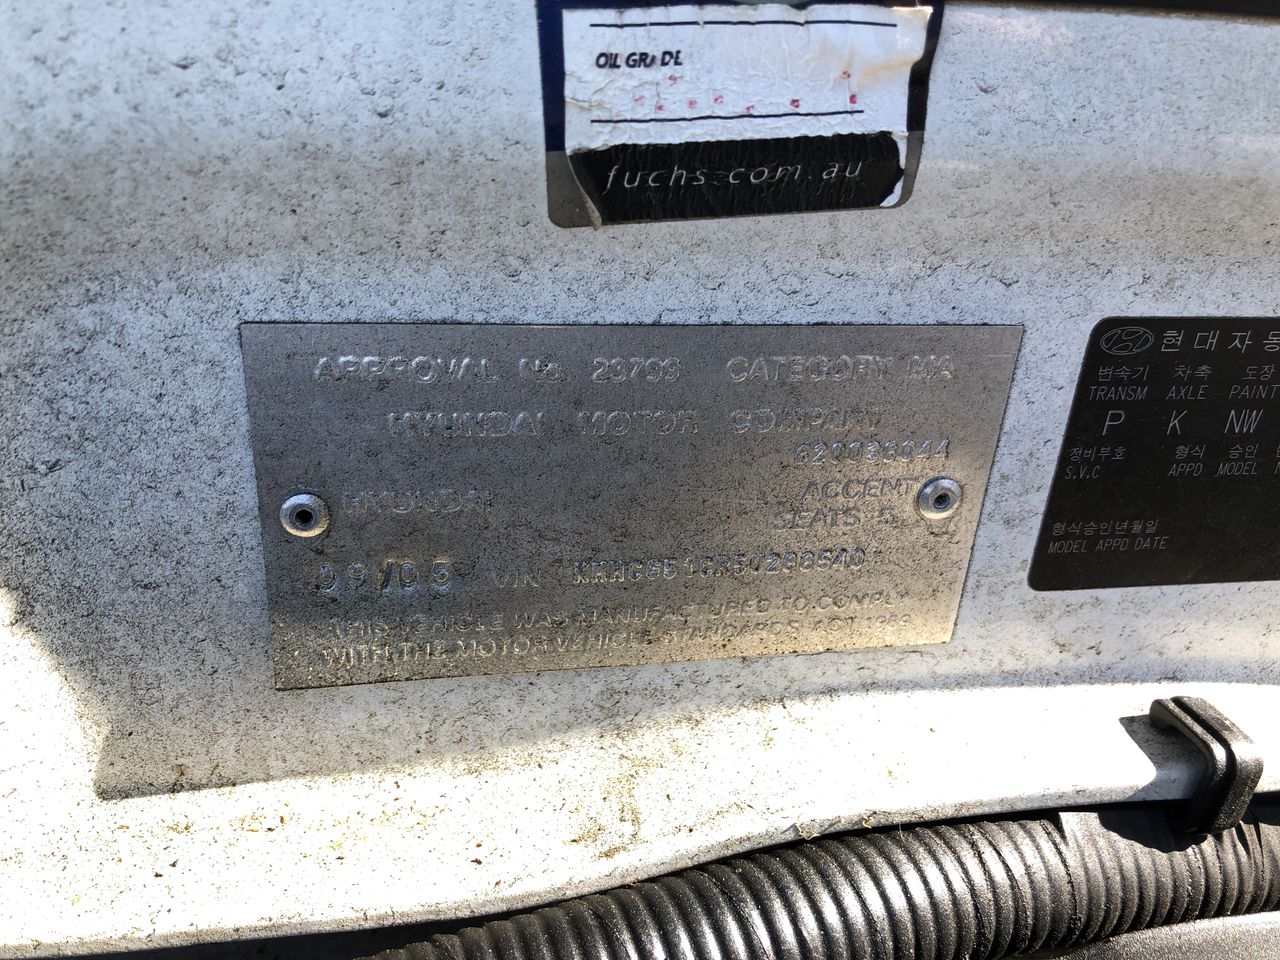 OIL GRADE
fuchs.com.au
APPROVAL No. 23799 CATEGORY MA
HYUNDAI MOTOR COMPANY
HYUNDAI
ACCENT
SEATS 5
09/05 VIN
THIS VEHICLE WAS MANUFACTURED TO COMPLY
WITH THE MOTOR VEHICLE STANDARDS ACT 1989
현대자동
변속기 차축 도장
TRANSM AXLE PAINT
P K NW
정비부호 형식 승인
S.V.C APPD MODEL
형식승인년월일
MODEL APPD DATE